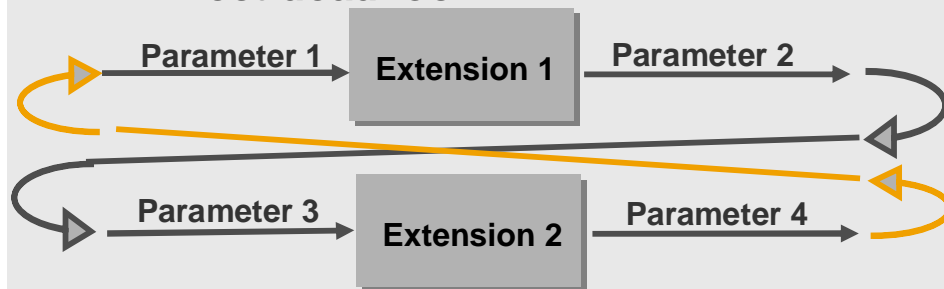 Parameter 1
Extension 1
Parameter 2
Parameter 3
Extension 2
Parameter 4